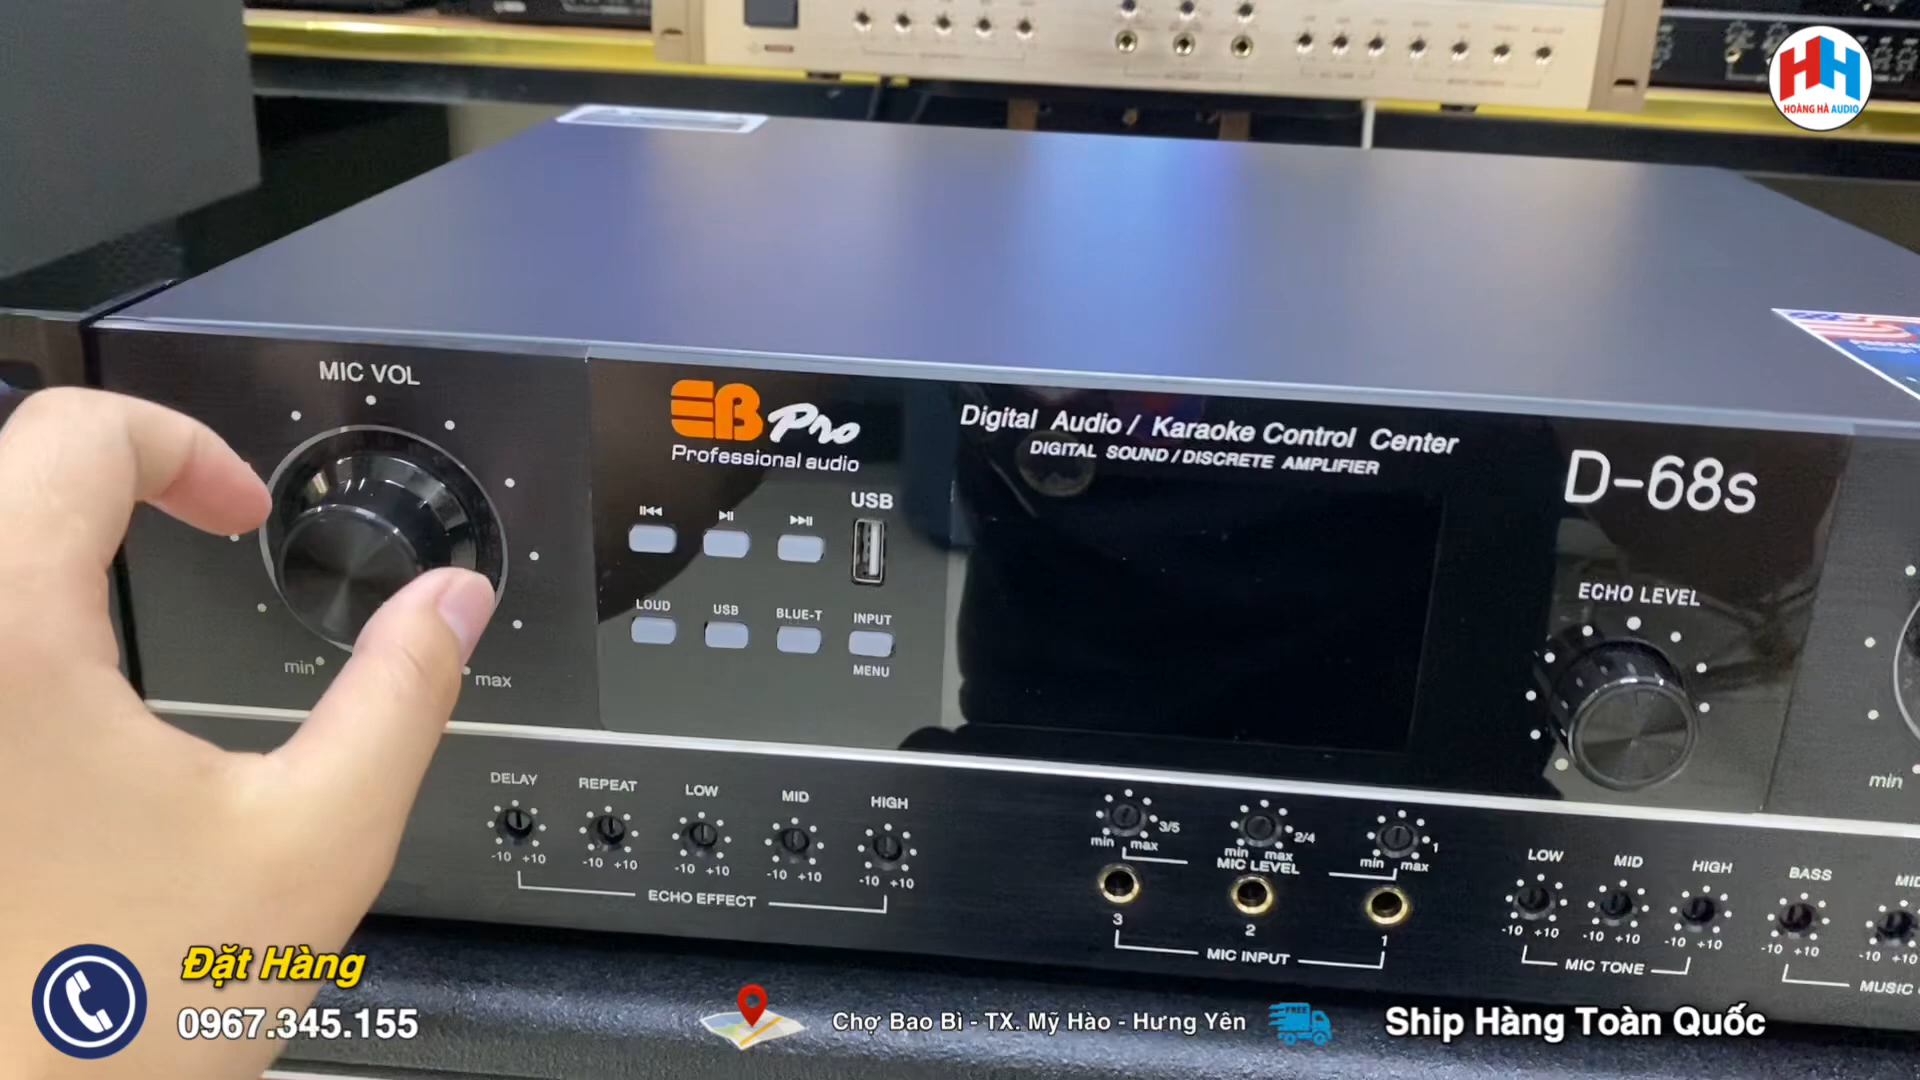 HOÀNG HÀ AUDIO
MIC VOL
min
max
EB Pro
Professional audio
USB
LOUD
USB
BLUE-T
INPUT
MENU
Digital Audio / Karaoke Control Center
DIGITAL SOUND / DISCRETE AMPLIFIER
D-68s
ECHO LEVEL
min
DELAY
REPEAT
LOW
MID
HIGH
-10 +10
-10 +10
-10 +10
-10 +10
-10 +10
ECHO EFFECT
3/5
2/4
1
min max
min max
min max
MIC LEVEL
3
2
1
MIC INPUT
LOW
MID
HIGH
-10 +10
-10 +10
-10 +10
MIC TONE
BASS
-10 +10
-10 +10
MUSIC
Đặt Hàng
0967.345.155
Chợ Bao Bì - TX. Mỹ Hào - Hưng Yên
FREE
Ship Hàng Toàn Quốc